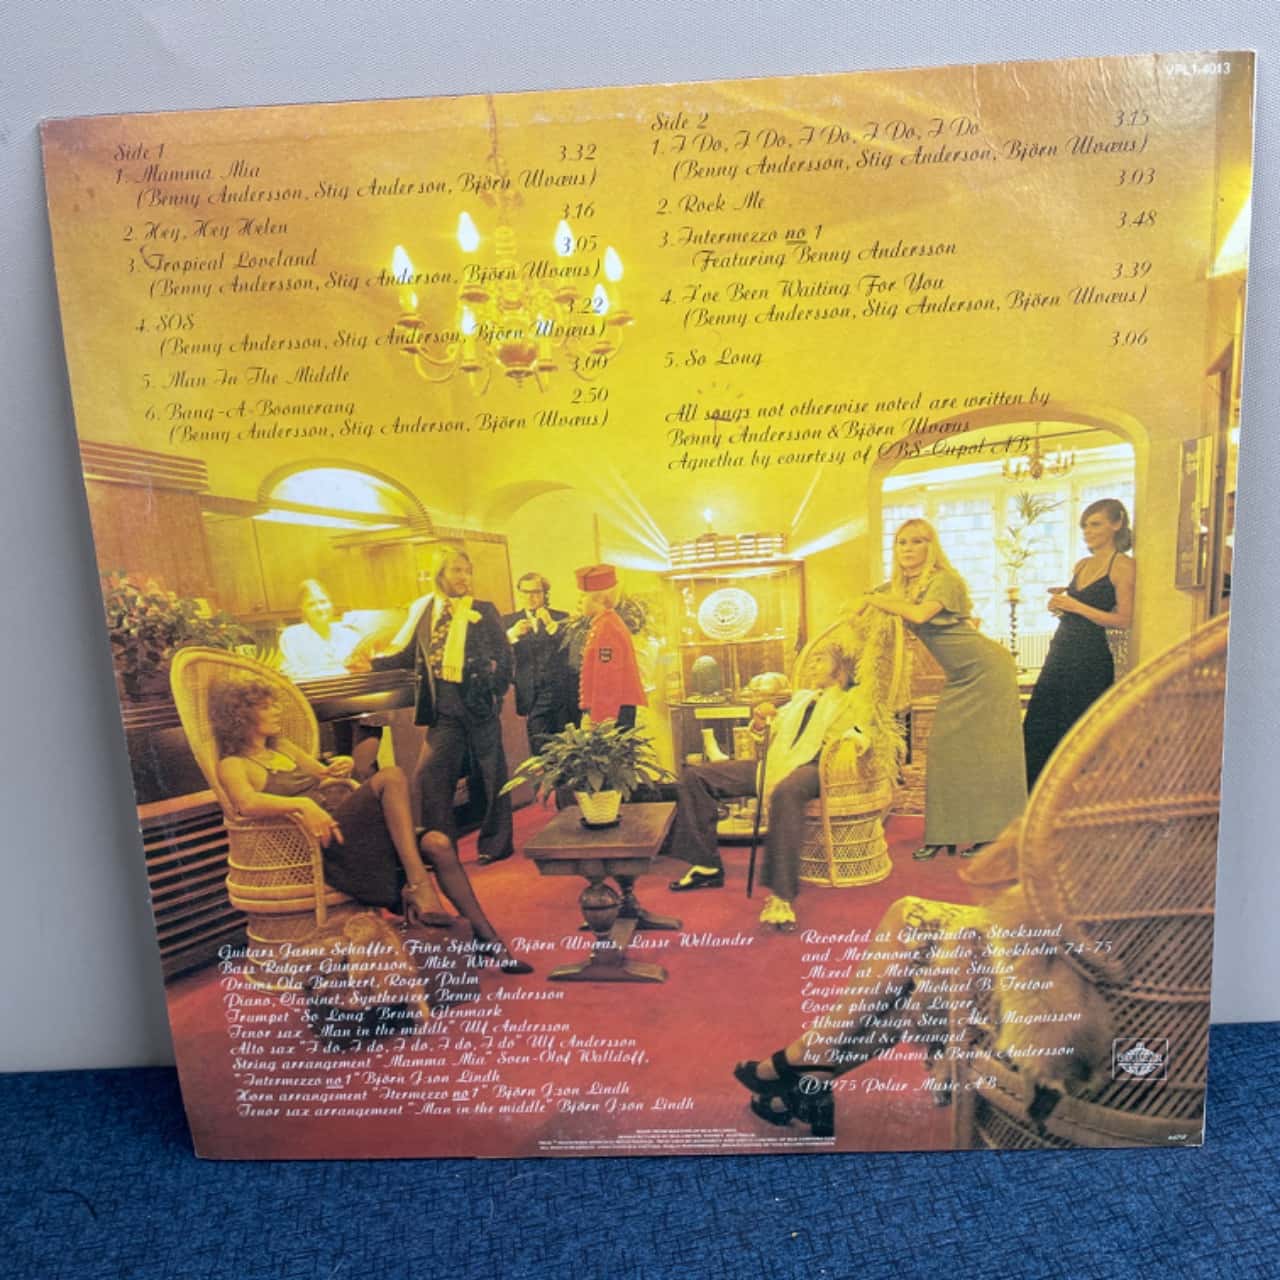 VPL1-4013
Side 1
1. Mamma Mia 3.32
(Benny Andersson, Stig Anderson, Björn Ulvæus)
2. Hey, Hey Helen 3.16
3. Tropical Loveland 3.05
(Benny Andersson, Stig Anderson, Björn Ulvæus)
4. SOS 3.22
(Benny Andersson, Stig Anderson, Björn Ulvæus)
5. Man In The Middle 3.00
6. Bang-A-Boomerang 2.50
(Benny Andersson, Stig Anderson, Björn Ulvæus)
Side 2
1. I Do, I Do, I Do, I Do, I Do 3.15
(Benny Andersson, Stig Anderson, Björn Ulvæus)
2. Rock Me 3.03
3. Intermezzo no 1 3.48
Featuring Benny Andersson
4. I've Been Waiting For You 3.39
(Benny Andersson, Stig Anderson, Björn Ulvæus)
5. So Long 3.06
All songs not otherwise noted are written by
Benny Andersson & Björn Ulvæus
Agnetha by courtesy of CBS-Cupol AB
Guitars Janne Schaffer, Finn Sjöberg, Björn Ulvæus, Lasse Wellander
Bass Rutger Gunnarsson, Mike Watson
Drums Ola Brunkert, Roger Palm
Piano, Clavinet, Synthesizer Benny Andersson
Trumpet "So Long" Bruno Glenmark
Tenor sax "Man in the middle" Ulf Andersson
Alto sax "I do, I do, I do, I do, I do" Ulf Andersson
String arrangement "Mamma Mia" Sven-Olof Walldoff,
"Intermezzo no 1" Björn J:son Lindh
Horn arrangement "Itermezzo no 1" Björn J:son Lindh
Tenor sax arrangement "Man in the middle" Björn J:son Lindh
Recorded at Glenstudio, Stocksund
and Metronome Studio, Stockholm 74-75
Mixed at Metronome Studio
Engineered by Michael B. Tretow
Cover photo Ola Lager
Album Design Sten-Åke Magnusson
Produced & Arranged
by Björn Ulvæus & Benny Andersson
℗ 1975 Polar Music AB